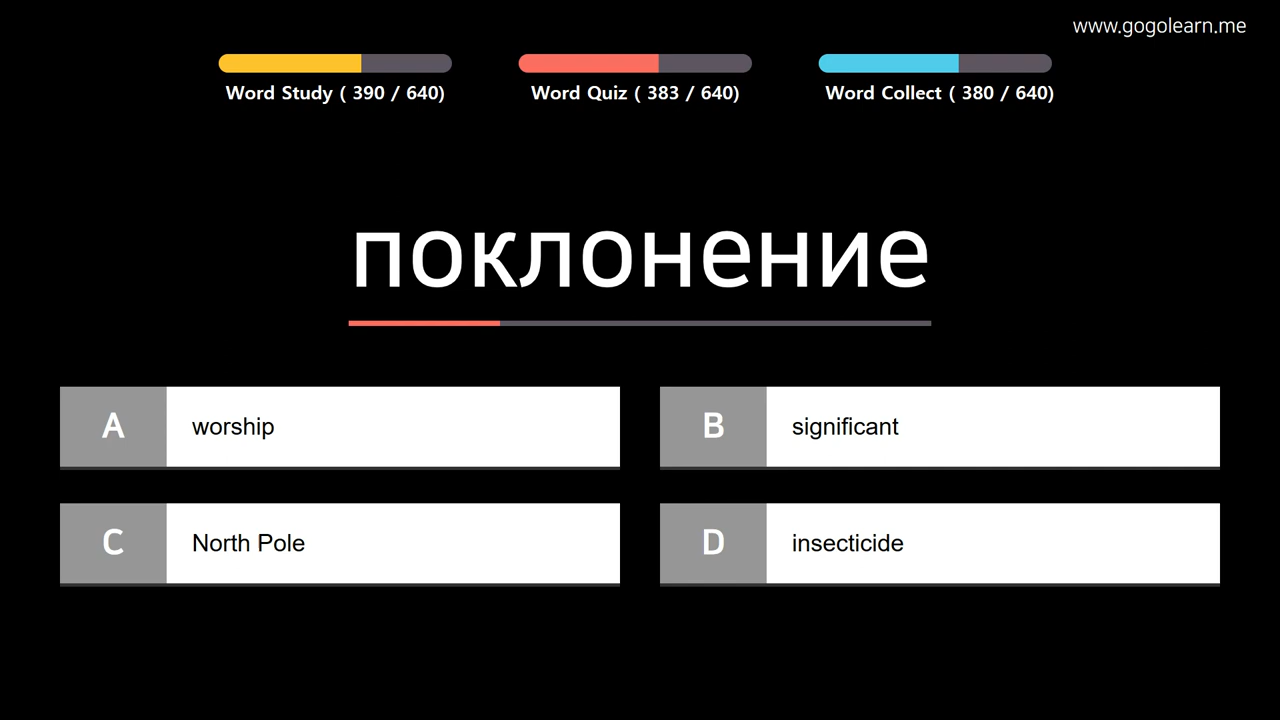 www.gogolearn.me
Word Study ( 390 / 640)
Word Quiz ( 383 / 640)
Word Collect ( 380 / 640)
поклонение
A worship
B significant
C North Pole
D insecticide